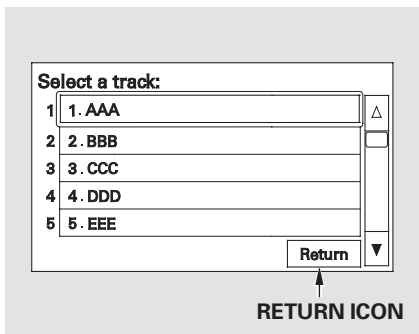 Select a track:
1 1. AAA
2 2. BBB
3 3. CCC
4 4. DDD
5 5. EEE
Return
RETURN ICON